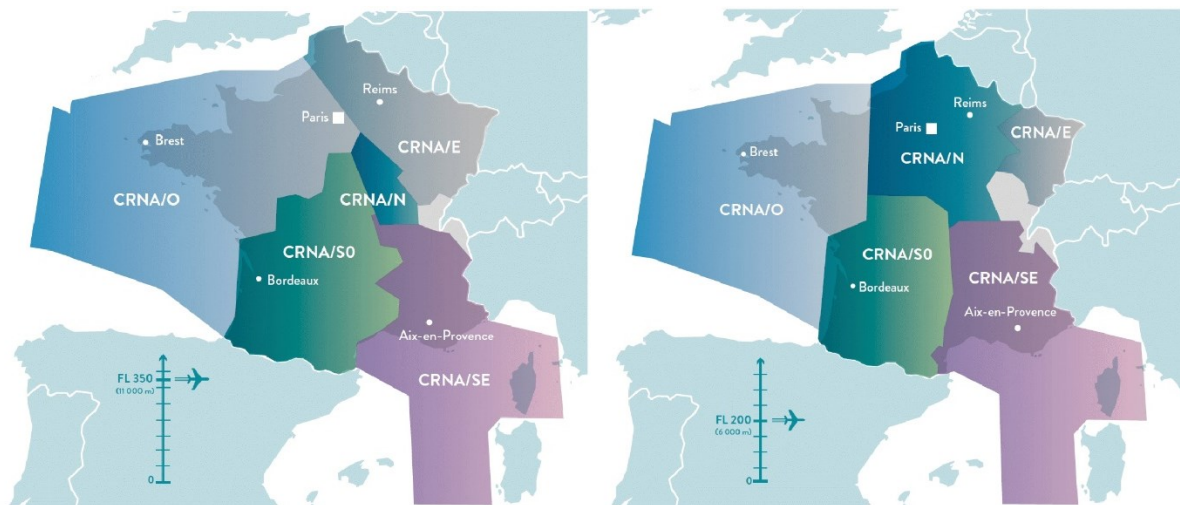 Reims
Paris
Brest
CRNA/E
CRNA/O
CRNA/N
CRNA/S0
Bordeaux
Aix-en-Provence
CRNA/SE
FL 350
(11 000 m)
0
Reims
Paris
CRNA/E
Brest
CRNA/N
CRNA/O
CRNA/S0
CRNA/SE
Bordeaux
Aix-en-Provence
FL 200
(6 000 m)
0